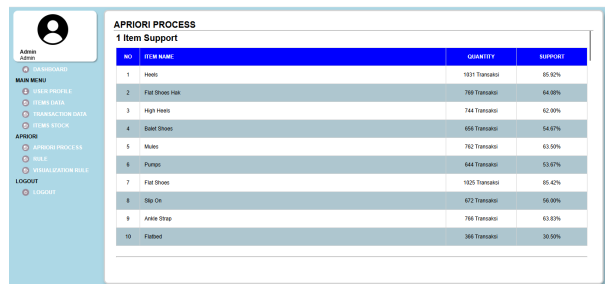 Admin
Admin
DASHBOARD
MAIN MENU
USER PROFILE
ITEMS DATA
TRANSACTION DATA
ITEMS STOCK
APRIORI
APRIORI PROCESS
RULE
VISUALIZATION RULE
LOGOUT
LOGOUT
APRIORI PROCESS
1 Item Support
NO ITEM NAME QUANTITY SUPPORT
1 Heels 1031 Transaksi 85.92%
2 Flat Shoes Hak 769 Transaksi 64.08%
3 High Heels 744 Transaksi 62.00%
4 Balet Shoes 656 Transaksi 54.67%
5 Mules 762 Transaksi 63.50%
6 Pumps 644 Transaksi 53.67%
7 Flat Shoes 1025 Transaksi 85.42%
8 Slip On 672 Transaksi 56.00%
9 Ankle Strap 766 Transaksi 63.83%
10 Flatbed 366 Transaksi 30.50%